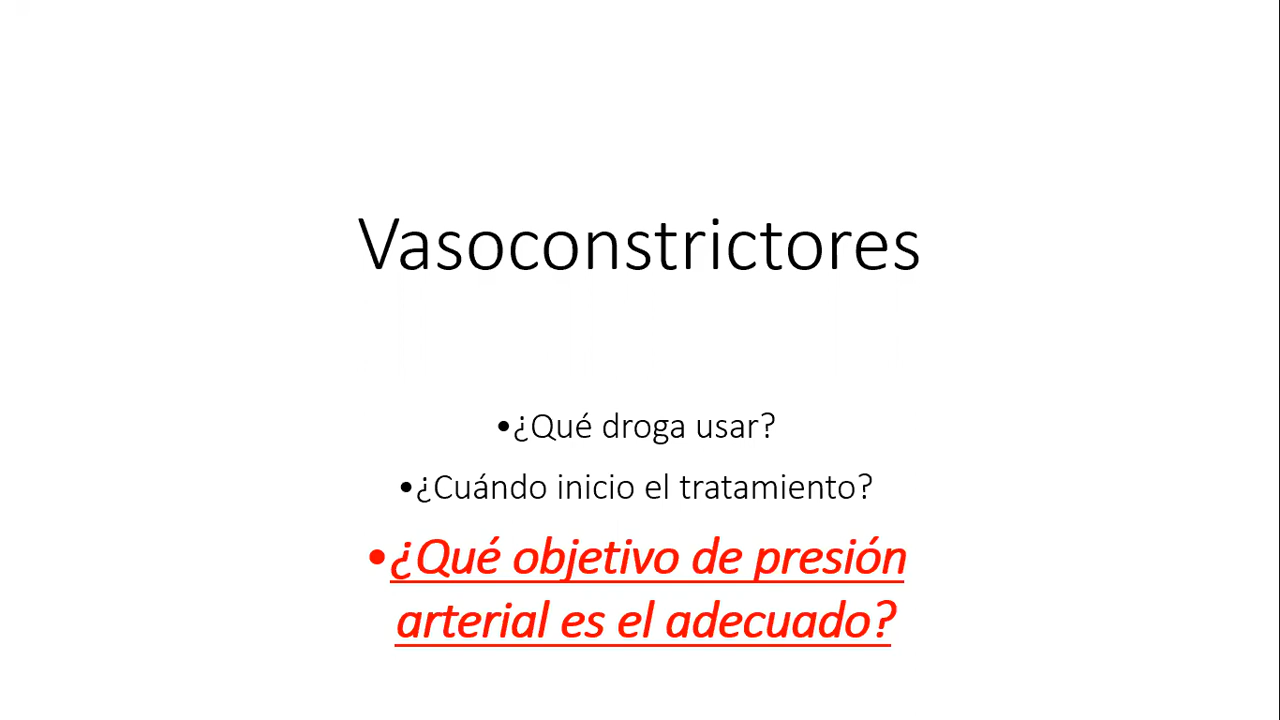 Vasoconstrictores
•¿Qué droga usar?
•¿Cuándo inicio el tratamiento?
•¿Qué objetivo de presión
arterial es el adecuado?